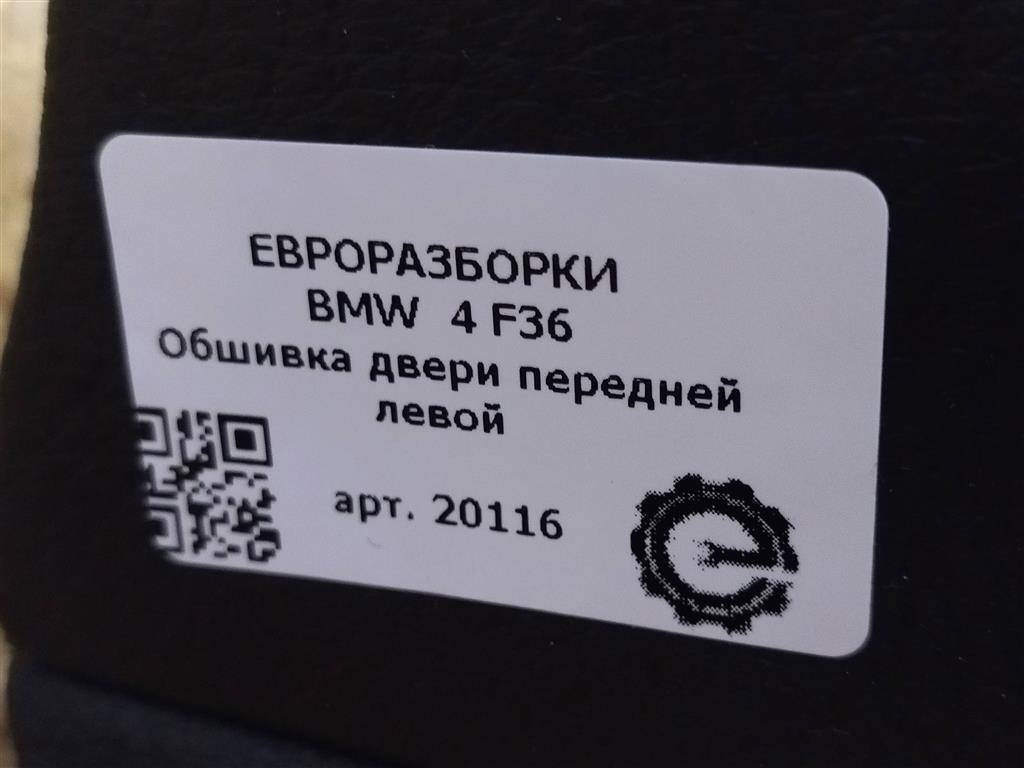 ЕВРОРАЗБОРКИ
BMW 4 F36
Обшивка двери передней
левой
арт. 20116